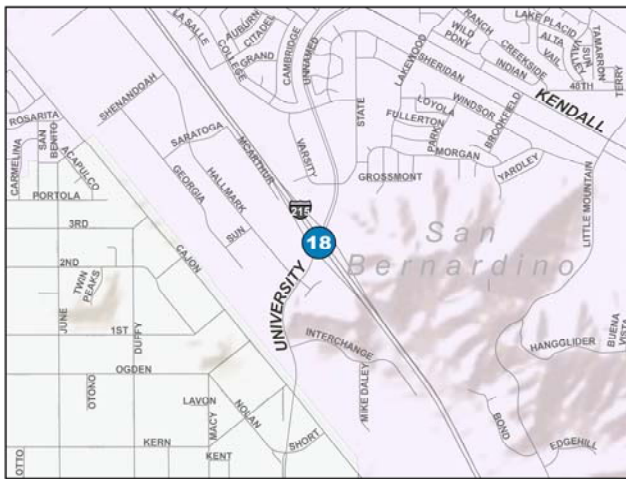 LA SALLE
AUBURN
CITADEL
COLLEGE
GRAND
CAMBRIDGE
UNNAMED
LAKEWOOD
RANCH
WILD
PONY
LAKE PLACID
CREEKSIDE
ALTA
VAIL
SUN
VALLEY
TAMARRON
INDIAN
48TH
TERRY
SHERIDAN
KENDALL
SHENANDOAH
STATE
LOYOLA
WINDSOR
FULLERTON
PARK
BROOKFIELD
ROSARITA
SARATOGA
MCARTHUR
VARSITY
MORGAN
CARMELINA
SAN
BENITO
ACAPULCO
GEORGIA
HALLMARK
GROSSMONT
YARDLEY
PORTOLA
LITTLE MOUNTAIN
215
3RD
SUN
18
San
Bernardino
CAJON
2ND
TWIN
PEAKS
UNIVERSITY
JUNE
1ST
DUFFY
INTERCHANGE
HANGGLIDER
BUENA
VISTA
OGDEN
OTONO
LAVON
MACY
NOLAN
MIKE DALEY
BOND
KERN
SHORT
EDGEHILL
OTTO
KENT